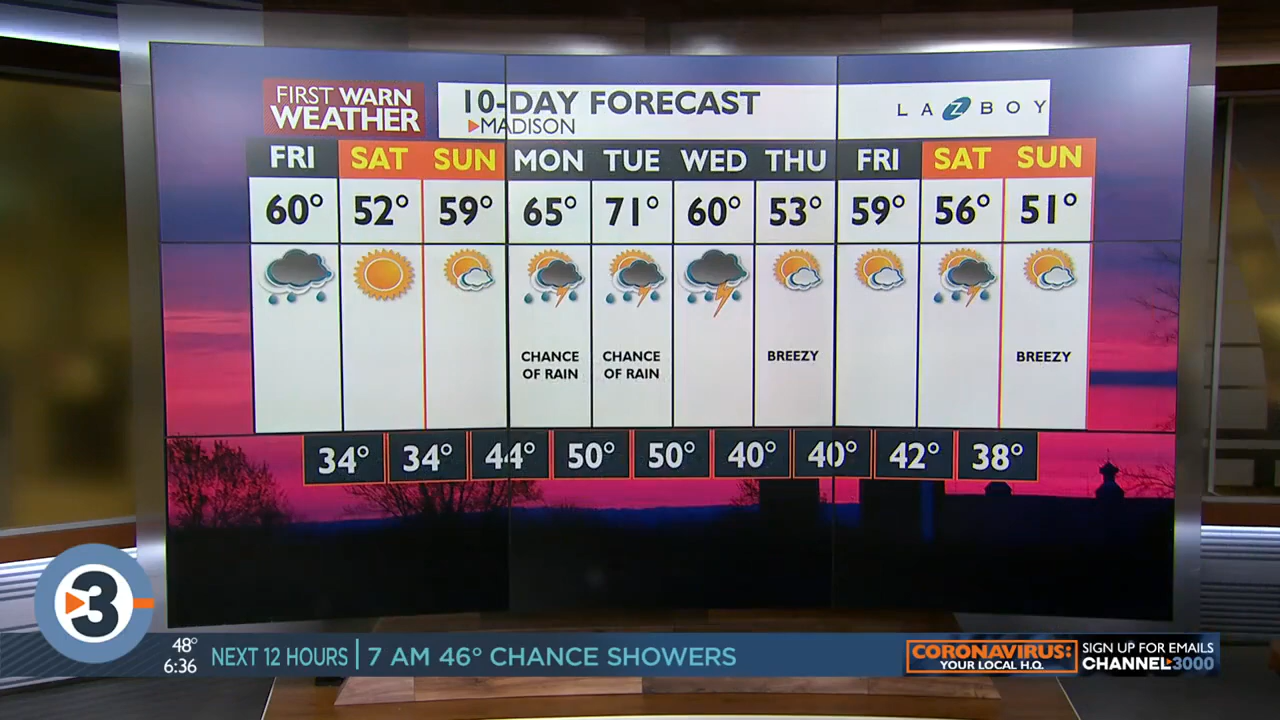 FIRST WARN
WEATHER
10-DAY FORECAST
MADISON
LA Z BOY
FRI SAT SUN MON TUE WED THU FRI SAT SUN
60° 52° 59° 65° 71° 60° 53° 59° 56° 51°
CHANCE OF RAIN
CHANCE OF RAIN
BREEZY
BREEZY
34° 34° 44° 50° 50° 40° 40° 42° 38°
3
48°
6:36
NEXT 12 HOURS | 7 AM 46° CHANCE SHOWERS
CORONAVIRUS:
YOUR LOCAL H.Q.
SIGN UP FOR EMAILS
CHANNEL3000